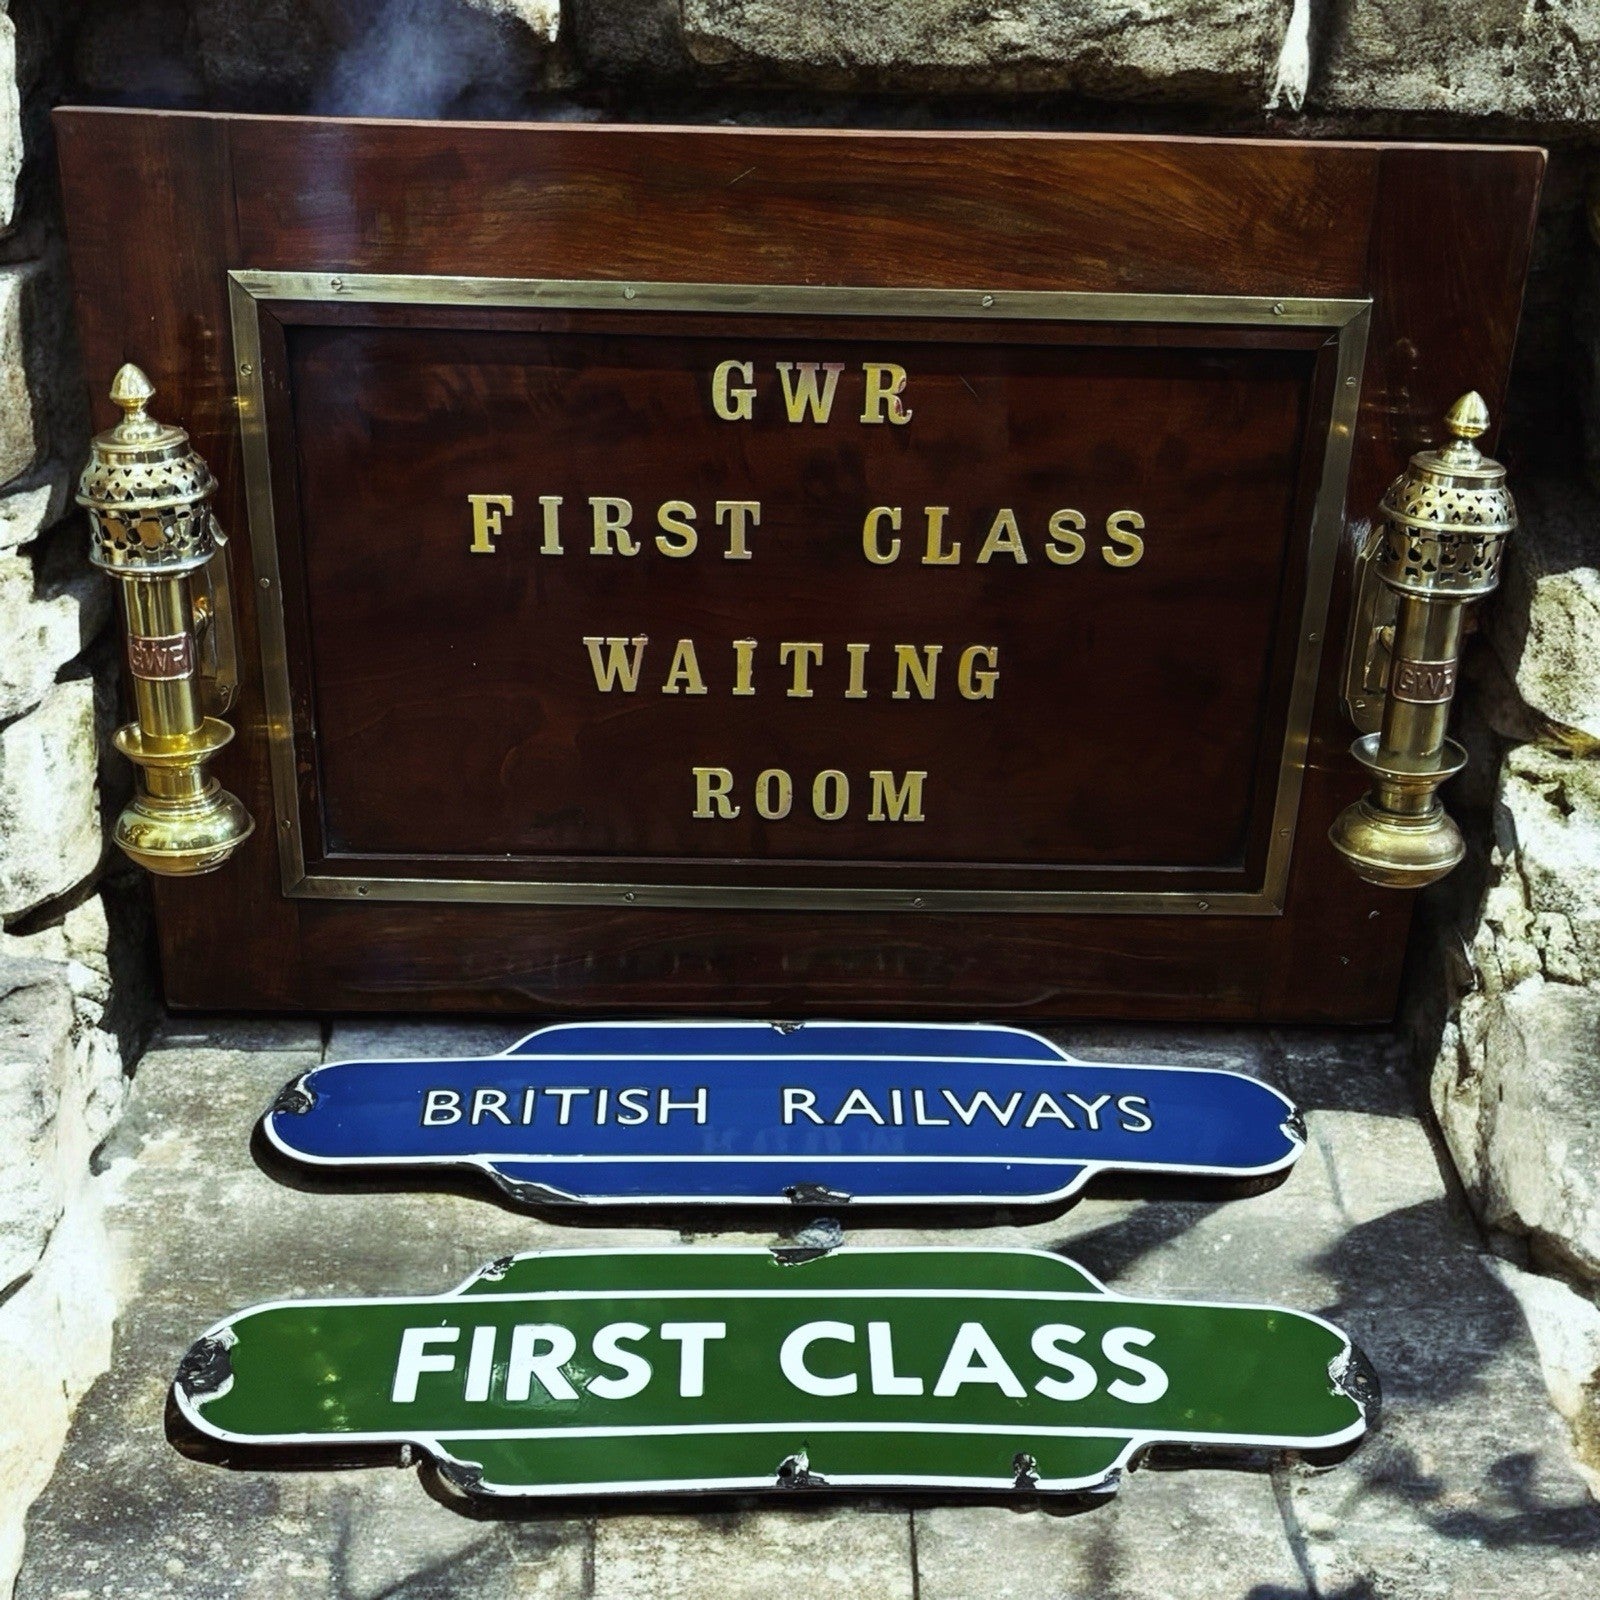 GWR
FIRST CLASS
WAITING
ROOM
GWR
GWR
BRITISH RAILWAYS
FIRST CLASS